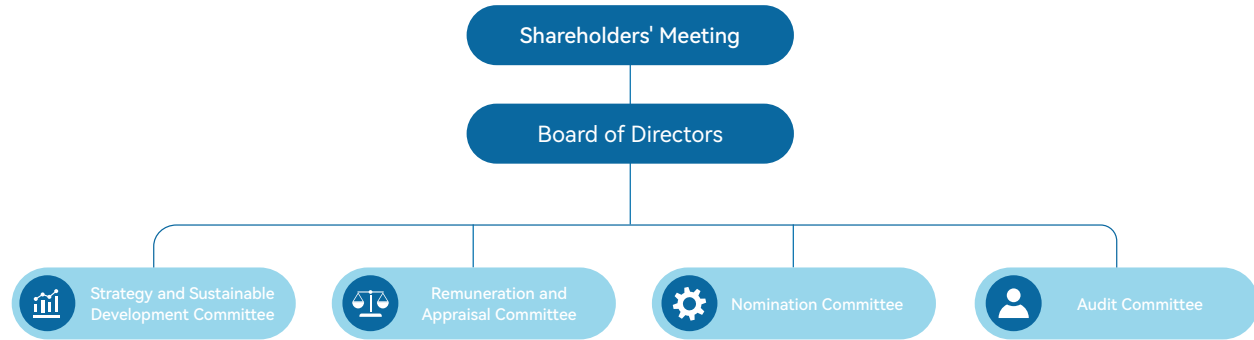 Shareholders' Meeting
Board of Directors
Strategy and Sustainable
Development Committee
Remuneration and
Appraisal Committee
Nomination Committee
Audit Committee